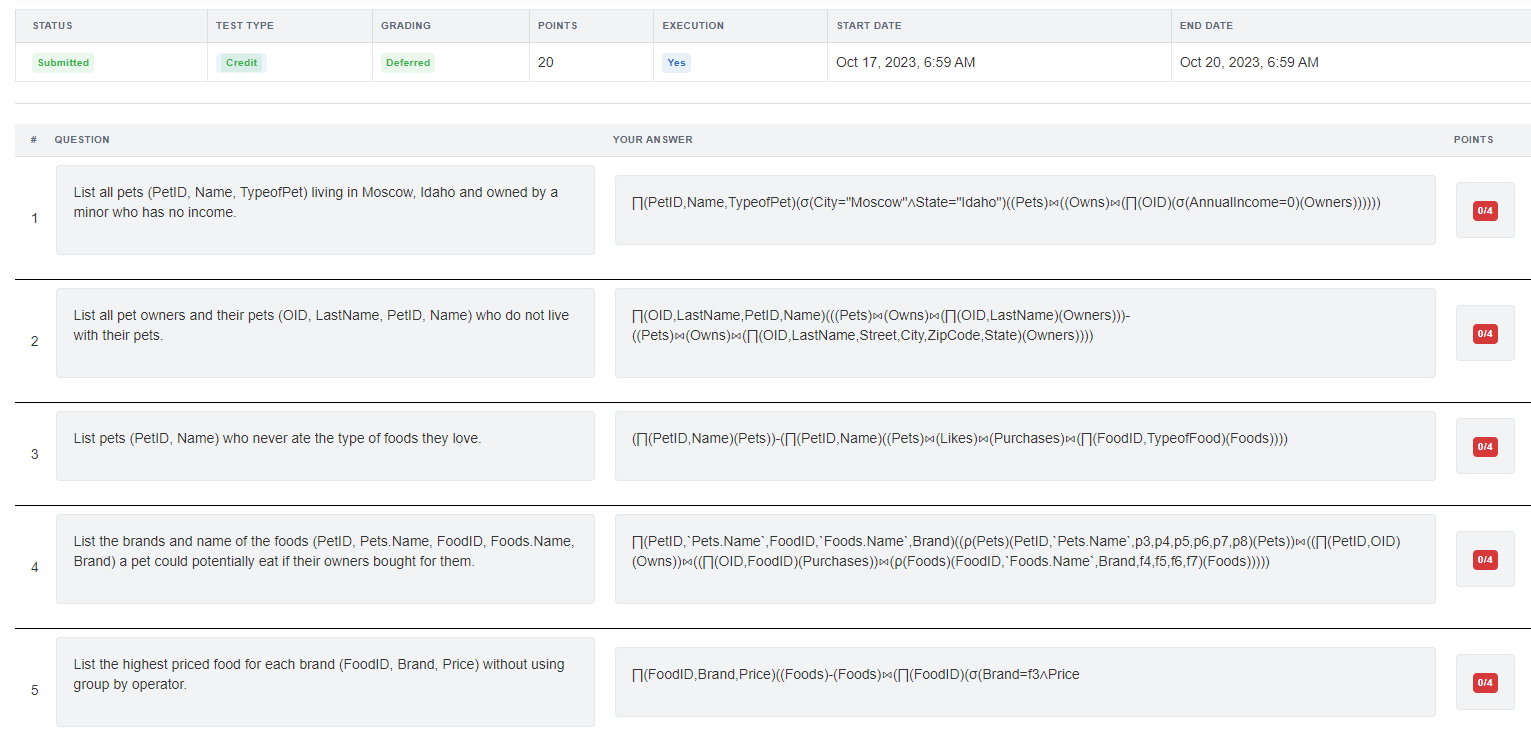 STATUS TEST TYPE GRADING POINTS EXECUTION START DATE END DATE
Submitted Credit Deferred 20 Yes Oct 17, 2023, 6:59 AM Oct 20, 2023, 6:59 AM
# QUESTION YOUR ANSWER POINTS
1
List all pets (PetID, Name, TypeofPet) living in Moscow, Idaho and owned by a
minor who has no income.
∏(PetID,Name,TypeofPet)(σ(City="Moscow"∧State="Idaho")((Pets)⋈((Owns)⋈(∏(OID)(σ(AnnualIncome=0)(Owners))))))
0/4
2
List all pet owners and their pets (OID, LastName, PetID, Name) who do not live
with their pets.
∏(OID,LastName,PetID,Name)(((Pets)⋈(Owns)⋈(∏(OID,LastName)(Owners)))-
((Pets)⋈(Owns)⋈(∏(OID,LastName,Street,City,ZipCode,State)(Owners))))
0/4
3
List pets (PetID, Name) who never ate the type of foods they love.
(∏(PetID,Name)(Pets))-(∏(PetID,Name)((Pets)⋈(Likes)⋈(Purchases)⋈(∏(FoodID,TypeofFood)(Foods))))
0/4
4
List the brands and name of the foods (PetID, Pets.Name, FoodID, Foods.Name,
Brand) a pet could potentially eat if their owners bought for them.
∏(PetID,`Pets.Name`,FoodID,`Foods.Name`,Brand)((ρ(Pets)(PetID,`Pets.Name`,p3,p4,p5,p6,p7,p8)(Pets))⋈((∏(PetID,OID)
(Owns))⋈((∏(OID,FoodID)(Purchases))⋈(ρ(Foods)(FoodID,`Foods.Name`,Brand,f4,f5,f6,f7)(Foods)))))
0/4
5
List the highest priced food for each brand (FoodID, Brand, Price) without using
group by operator.
∏(FoodID,Brand,Price)((Foods)-(Foods)⋈(∏(FoodID)(σ(Brand=f3∧Price
0/4